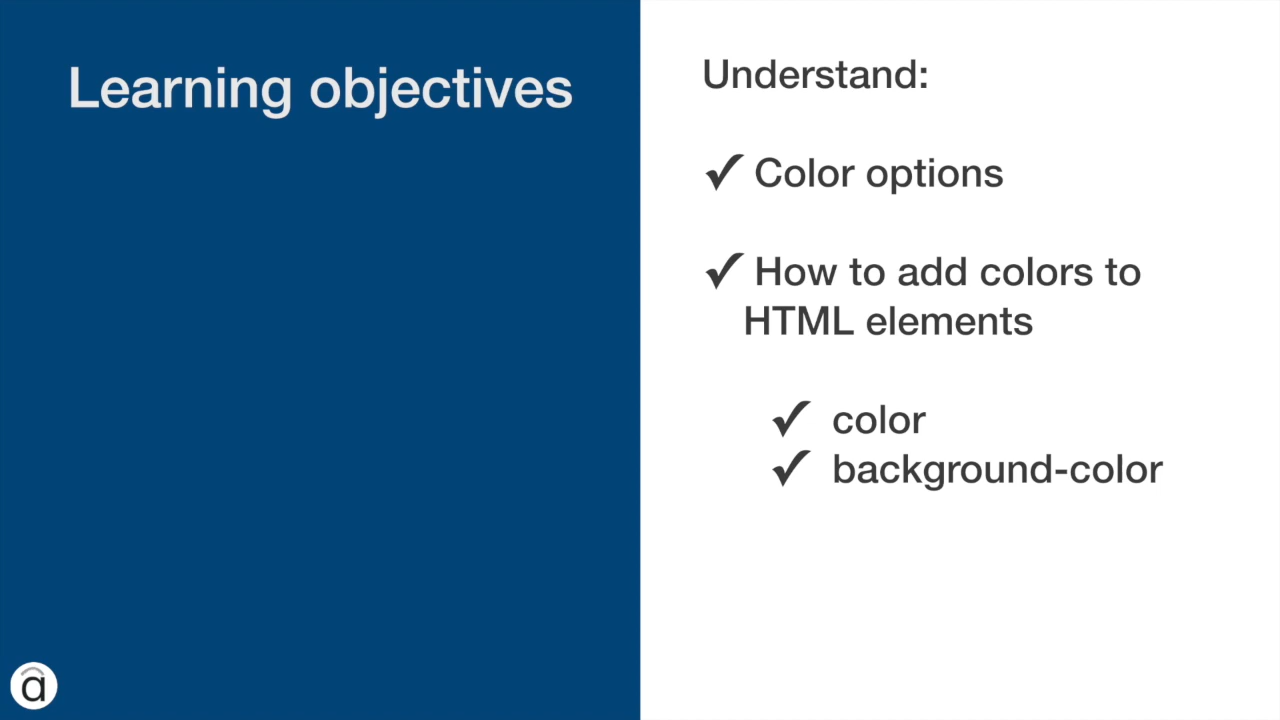 Learning objectives
Understand:
✓ Color options
✓ How to add colors to
HTML elements
✓ color
✓ background-color
a